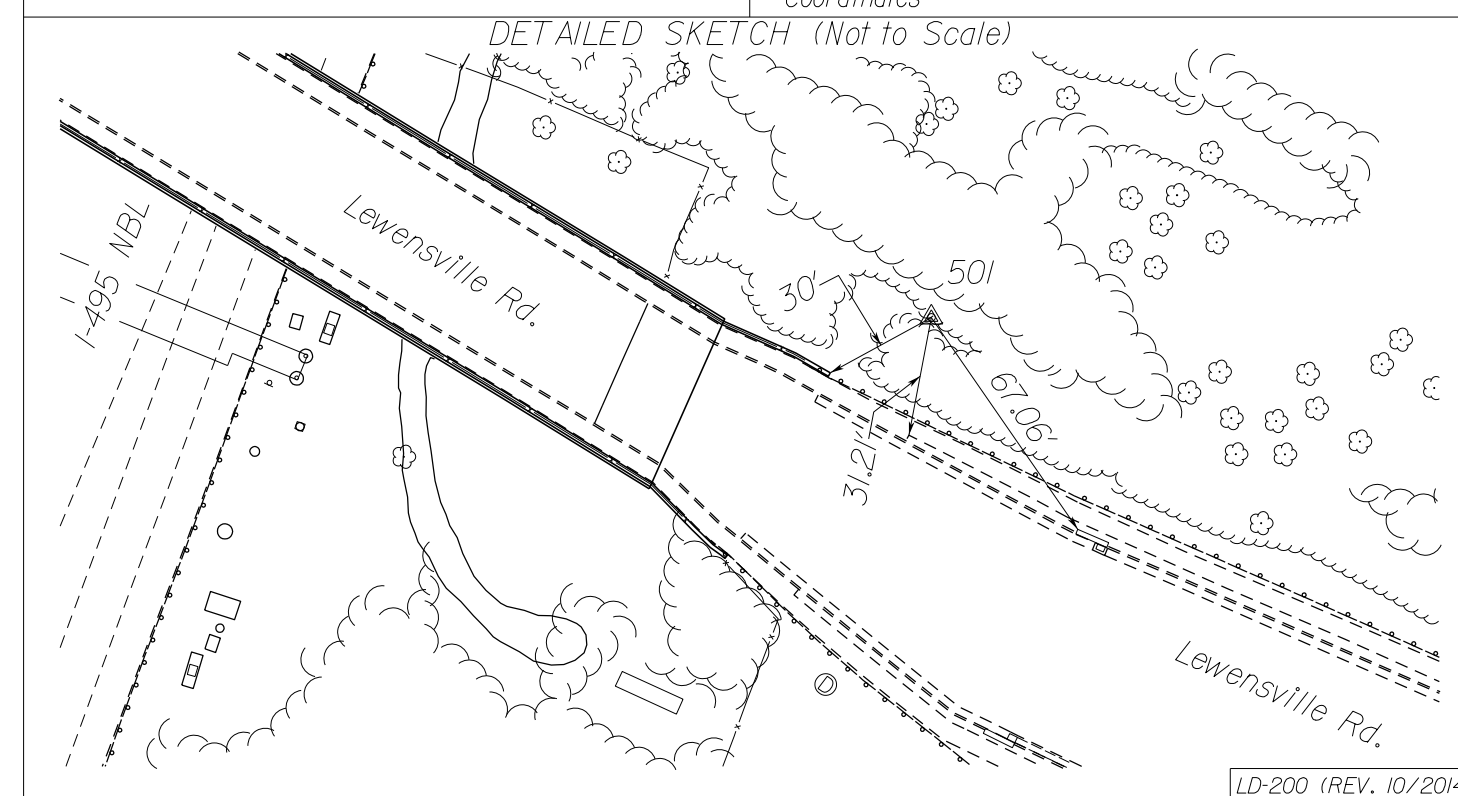 Coordinates
DETAILED SKETCH (Not to Scale)
I-495 NBL
Lewensville Rd.
30'
501
67.06'
31.21'
D
Lewensville Rd.
LD-200 (REV. 10/2014